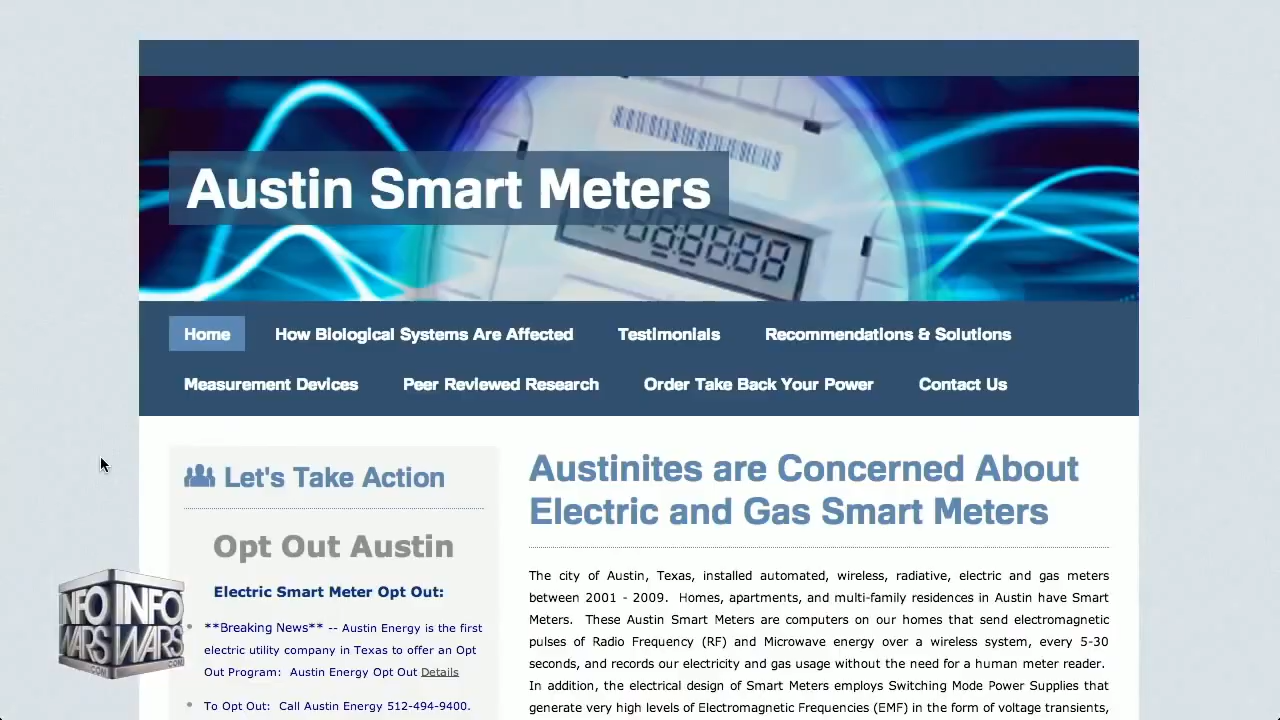 Austin Smart Meters
Home How Biological Systems Are Affected Testimonials Recommendations & Solutions
Measurement Devices Peer Reviewed Research Order Take Back Your Power Contact Us
Let's Take Action
Opt Out Austin
Electric Smart Meter Opt Out:
**Breaking News** -- Austin Energy is the first
electric utility company in Texas to offer an Opt
Out Program: Austin Energy Opt Out Details
To Opt Out: Call Austin Energy 512-494-9400.
Austinites are Concerned About
Electric and Gas Smart Meters
The city of Austin, Texas, installed automated, wireless, radiative, electric and gas meters
between 2001 - 2009. Homes, apartments, and multi-family residences in Austin have Smart
Meters. These Austin Smart Meters are computers on our homes that send electromagnetic
pulses of Radio Frequency (RF) and Microwave energy over a wireless system, every 5-30
seconds, and records our electricity and gas usage without the need for a human meter reader.
In addition, the electrical design of Smart Meters employs Switching Mode Power Supplies that
generate very high levels of Electromagnetic Frequencies (EMF) in the form of voltage transients,
INFO INFO
WARS WARS
.COM .COM